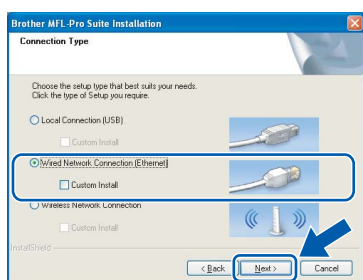 Brother MFL-Pro Suite Installation
Connection Type
Choose the setup type that best suits your needs.
Click the type of Setup you require.
Local Connection (USB)
Custom Install
Wired Network Connection (Ethernet)
Custom Install
Wireless Network Connection
Custom Install
InstallShield
< Back
Next >
Cancel